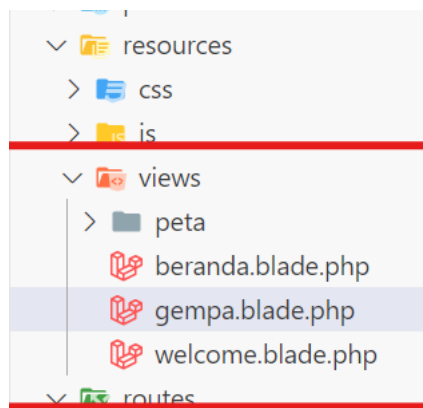 resources
css
js
views
peta
beranda.blade.php
gempa.blade.php
welcome.blade.php
routes